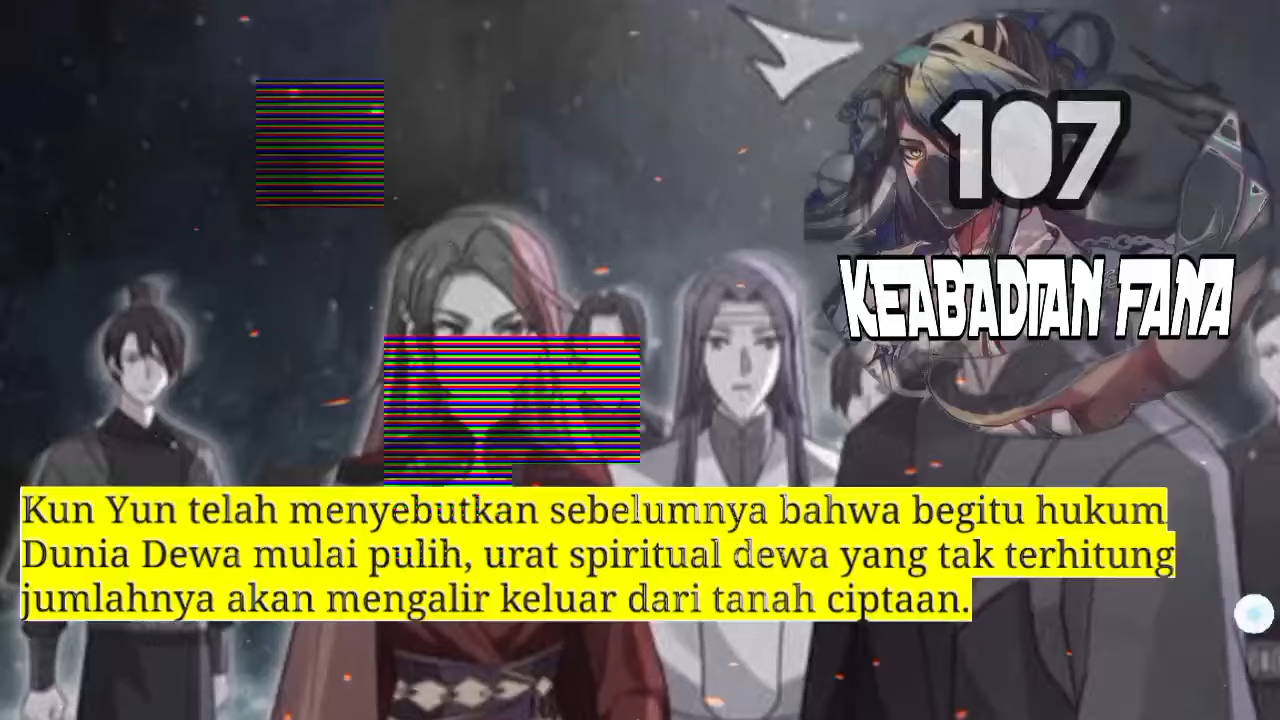 107
KEABADIAN FANA
Kun Yun telah menyebutkan sebelumnya bahwa begitu hukum
Dunia Dewa mulai pulih, urat spiritual dewa yang tak terhitung
jumlahnya akan mengalir keluar dari tanah ciptaan.